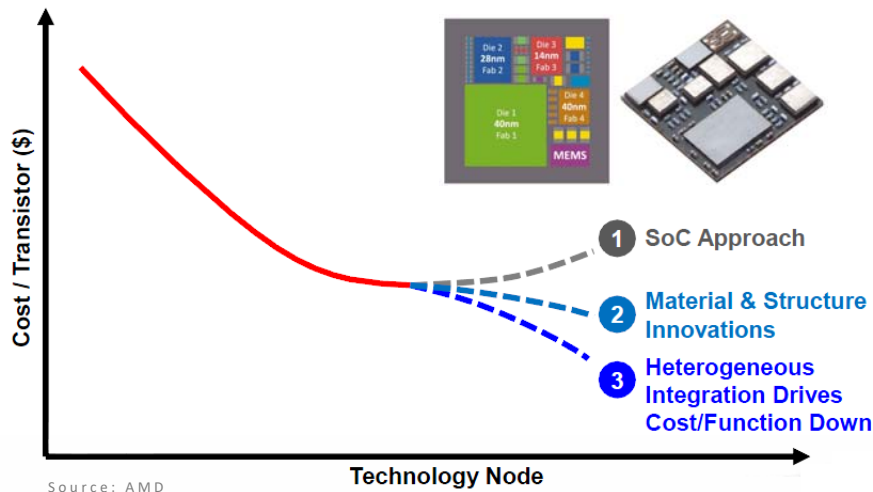 Cost / Transistor ($)
Die 2
28nm
Fab 2
Die 3
14nm
Fab 3
Die 1
40nm
Fab 1
Die 4
40nm
Fab 4
MEMS
1 SoC Approach
2 Material & Structure
Innovations
3 Heterogeneous
Integration Drives
Cost/Function Down
Technology Node
Source: AMD